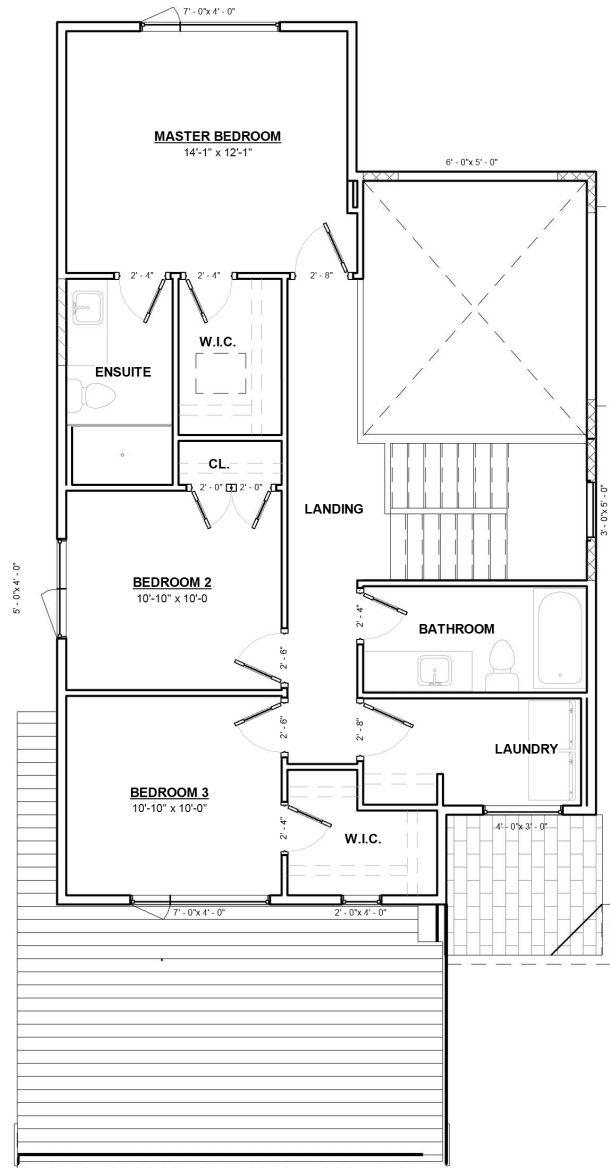 7' - 0"x 4' - 0"
MASTER BEDROOM
14'-1" x 12'-1"
6' - 0"x 5' - 0"
2' - 4"
2' - 4"
2' - 8"
W.I.C.
ENSUITE
CL.
2' - 0"
2' - 0"
LANDING
3' - 0"x 5' - 0"
5' - 0"x 4' - 0"
BEDROOM 2
10'-10" x 10'-0
2' - 4"
BATHROOM
2' - 6"
2' - 6"
2' - 8"
LAUNDRY
BEDROOM 3
10'-10" x 10'-0"
2' - 4"
W.I.C.
4' - 0"x 3' - 0"
7' - 0"x 4' - 0"
2' - 0"x 4' - 0"